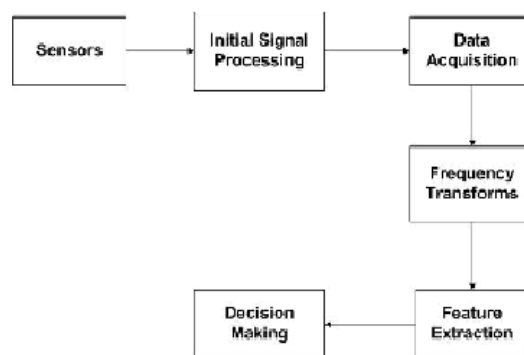 Sensors
Initial Signal
Processing
Data
Acquisition
Frequency
Transforms
Feature
Extraction
Decision
Making